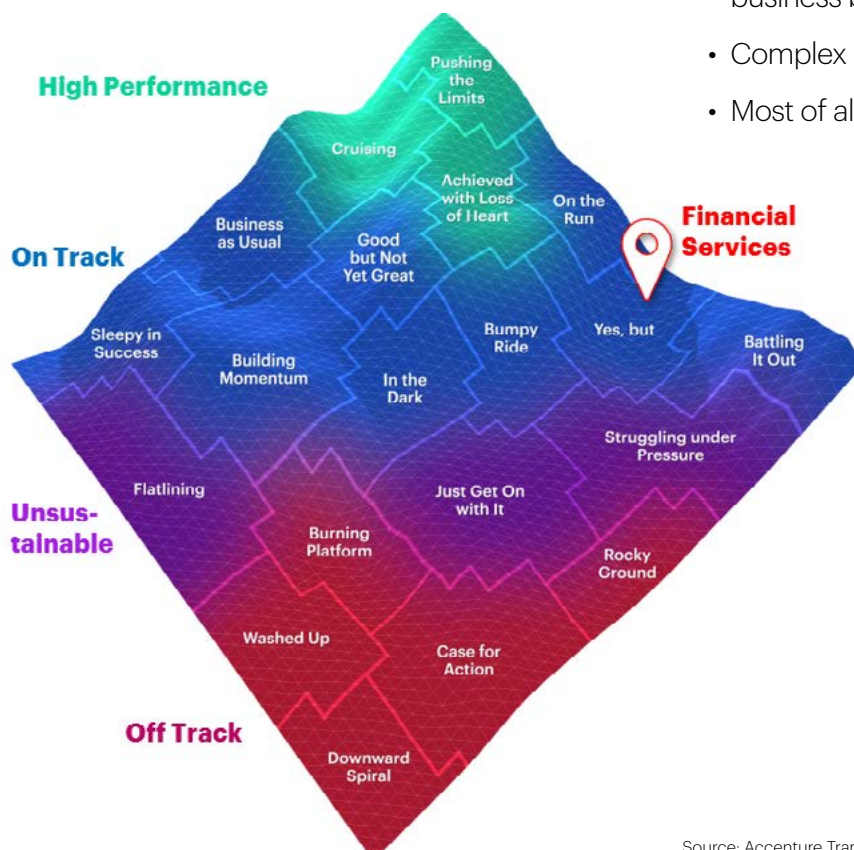 business b
• Complex
• Most of al
High Performance
Pushing
the
Limits
Cruising
Achieved
with Loss
of Heart
On the
Run
Financial
Services
Business
as Usual
Good
but Not
Yet Great
On Track
Sleepy in
Success
Building
Momentum
In the
Dark
Bumpy
Ride
Yes, but
Battling
It Out
Struggling under
Pressure
Flatlining
Just Get On
with It
Unsus-
tainable
Burning
Platform
Rocky
Ground
Washed Up
Case for
Action
Off Track
Downward
Spiral
Source: Accenture Tran